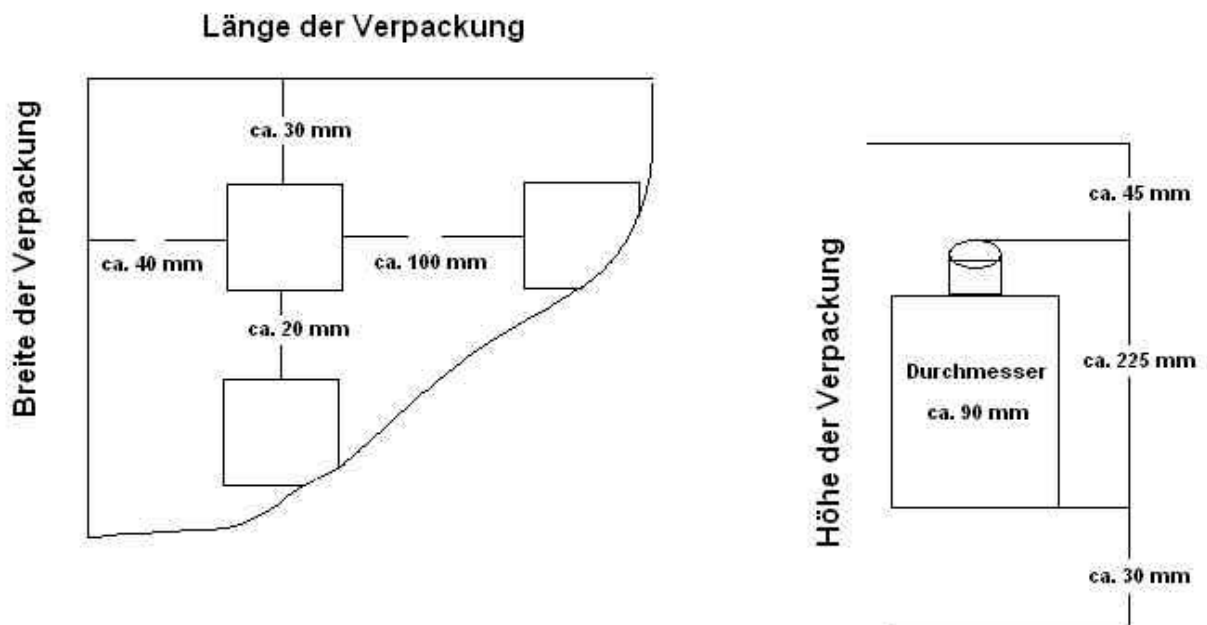 Länge der Verpackung
Breite der Verpackung
ca. 30 mm
ca. 40 mm
ca. 100 mm
ca. 20 mm
Höhe der Verpackung
ca. 45 mm
Durchmesser
ca. 90 mm
ca. 225 mm
ca. 30 mm